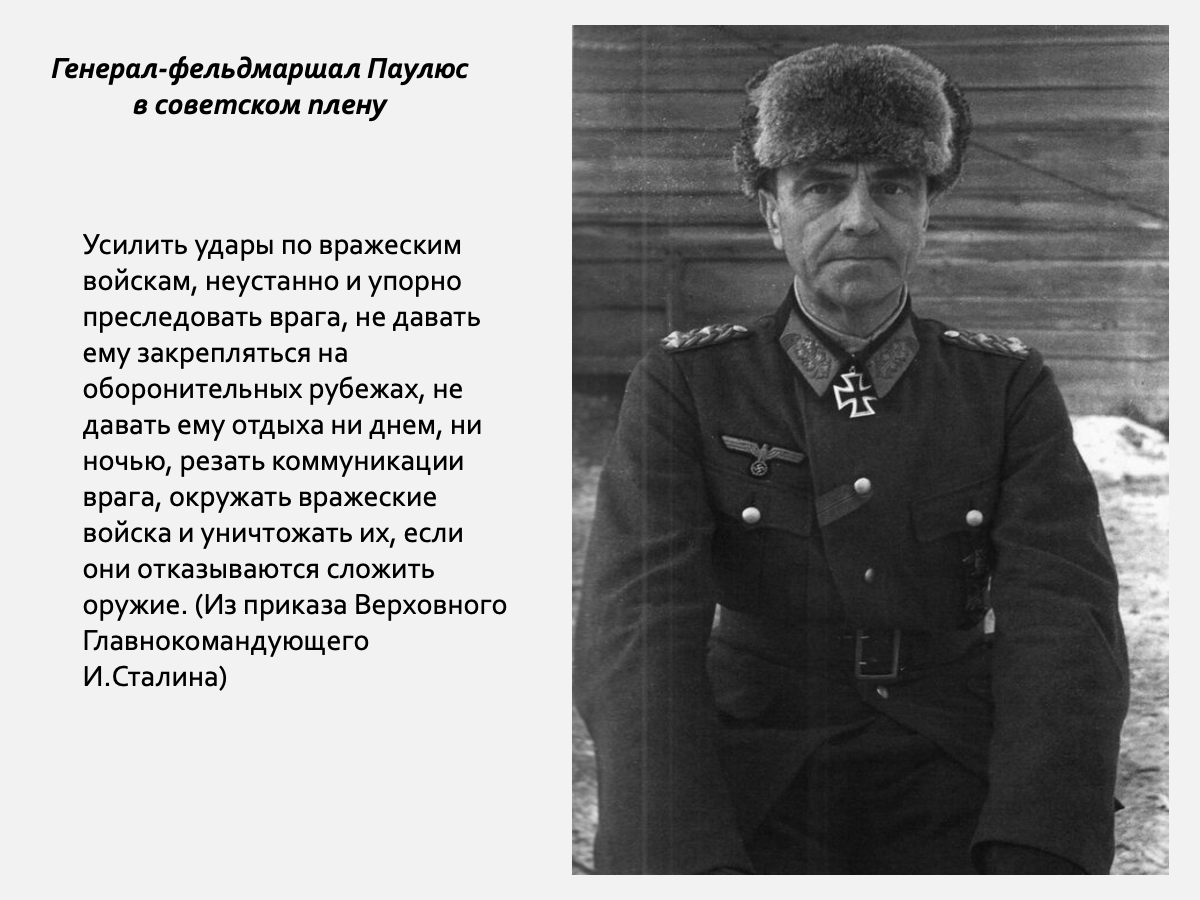 Генерал-фельдмаршал Паулюс
в советском плену
Усилить удары по вражеским
войскам, неустанно и упорно
преследовать врага, не давать
ему закрепляться на
оборонительных рубежах, не
давать ему отдыха ни днем, ни
ночью, резать коммуникации
врага, окружать вражеские
войска и уничтожать их, если
они отказываются сложить
оружие. (Из приказа Верховного
Главнокомандующего
И.Сталина)